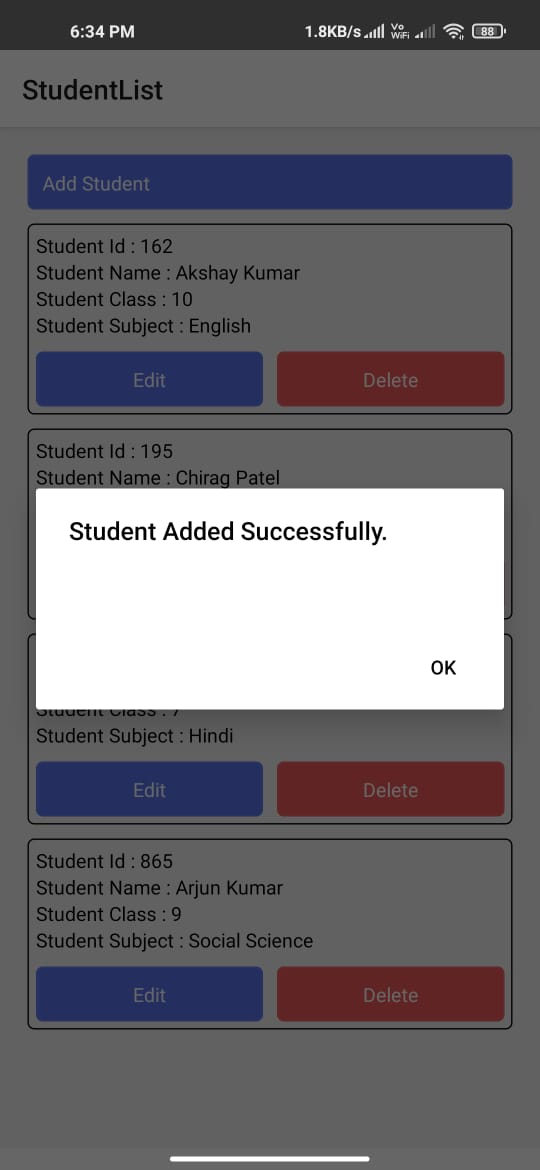 6:34 PM 1.8KB/s Vo WiFi 88
StudentList
Add Student
Student Id : 162
Student Name : Akshay Kumar
Student Class : 10
Student Subject : English
Edit Delete
Student Id : 195
Student Name : Chirag Patel
Student Added Successfully.
OK
Student Class : 7
Student Subject : Hindi
Edit Delete
Student Id : 865
Student Name : Arjun Kumar
Student Class : 9
Student Subject : Social Science
Edit Delete